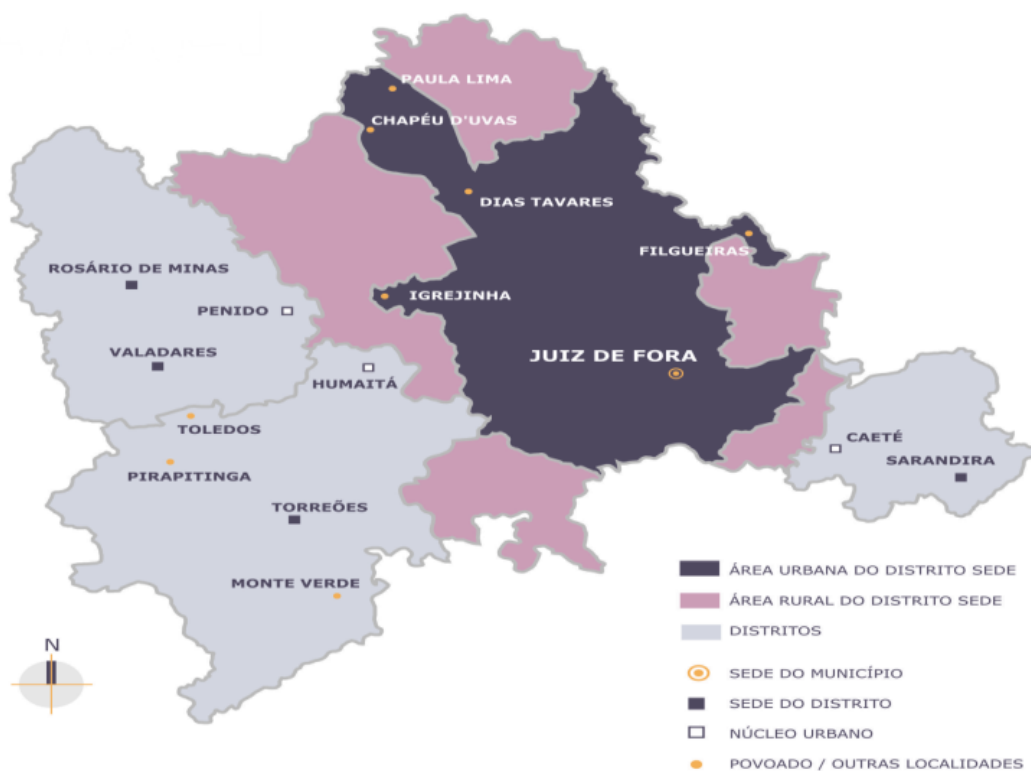 PAULA LIMA
CHAPÉU D'UVAS
DIAS TAVARES
FILGUEIRAS
ROSÁRIO DE MINAS
IGREJINHA
PENIDO
VALADARES
JUIZ DE FORA
HUMAITÁ
TOLEDOS
CAETÉ
PIRAPITINGA
SARANDIRA
TORREÕES
MONTE VERDE
ÁREA URBANA DO DISTRITO SEDE
ÁREA RURAL DO DISTRITO SEDE
DISTRITOS
N
SEDE DO MUNICÍPIO
SEDE DO DISTRITO
NÚCLEO URBANO
POVOADO / OUTRAS LOCALIDADES